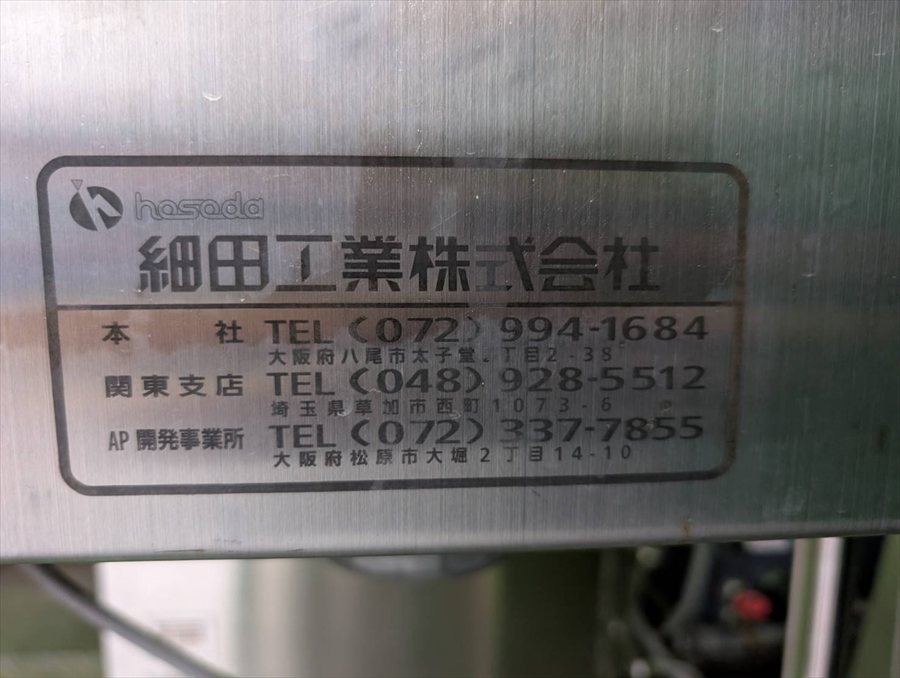 hosoda
細田工業株式会社
本社 TEL(072)994-1684
大阪府八尾市太子堂2丁目2-38
関東支店 TEL(048)928-5512
埼玉県草加市西町1073-6
AP開発事業所 TEL(072)337-7855
大阪府松原市大堀2丁目14-10